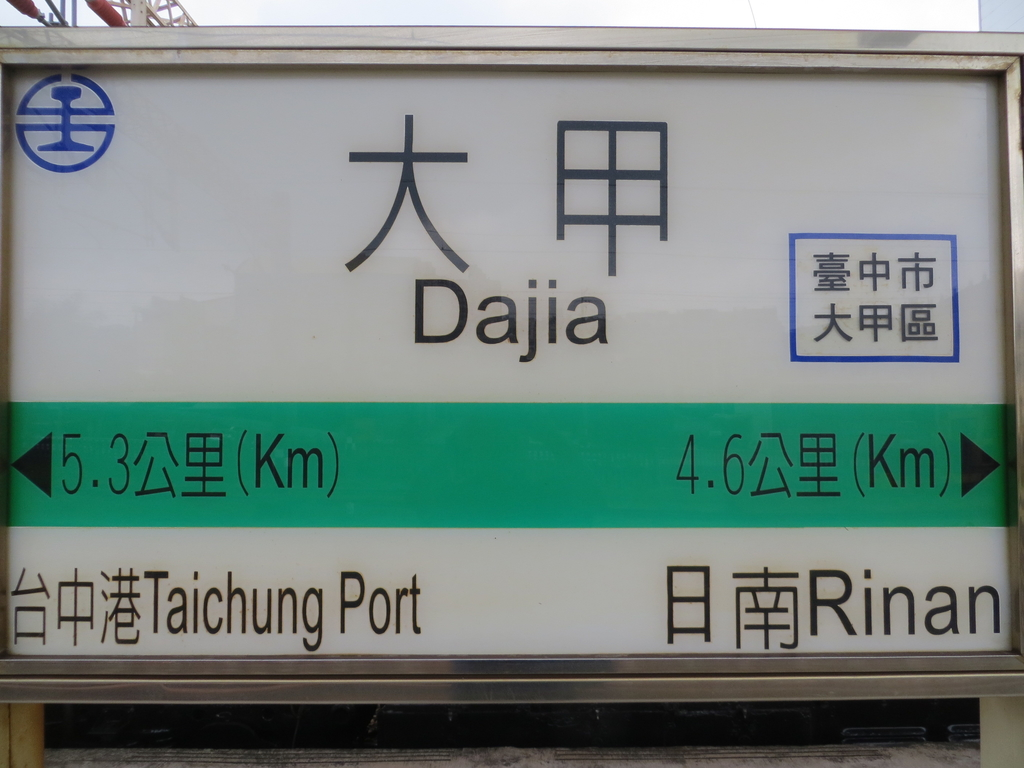 大甲
Dajia
臺中市
大甲區
5.3公里(Km)
4.6公里(Km)
台中港Taichung Port
日南Rinan